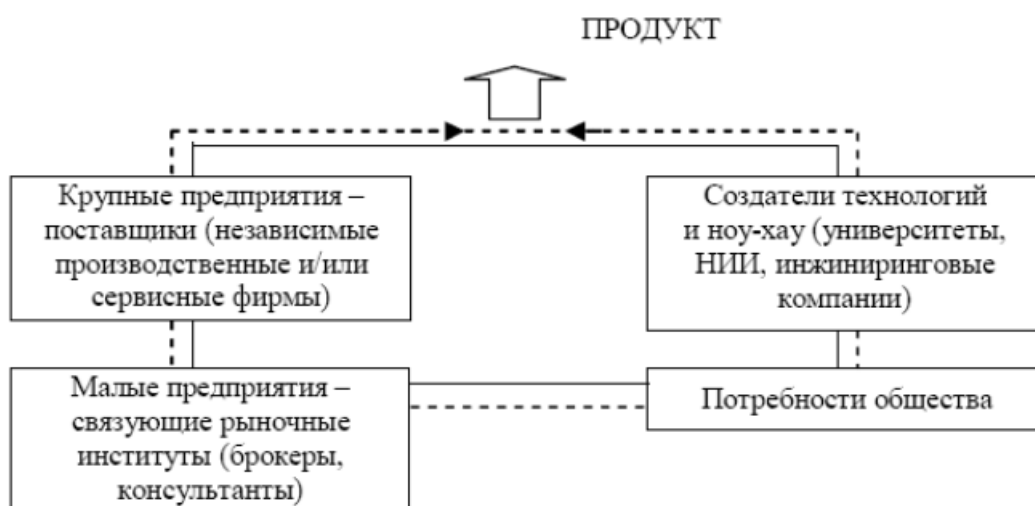 ПРОДУКТ
Крупные предприятия –
поставщики (независимые
производственные и/или
сервисные фирмы)
Создатели технологий
и ноу-хау (университеты,
НИИ, инжиниринговые
компании)
Малые предприятия –
связующие рыночные
институты (брокеры,
консультанты)
Потребности общества